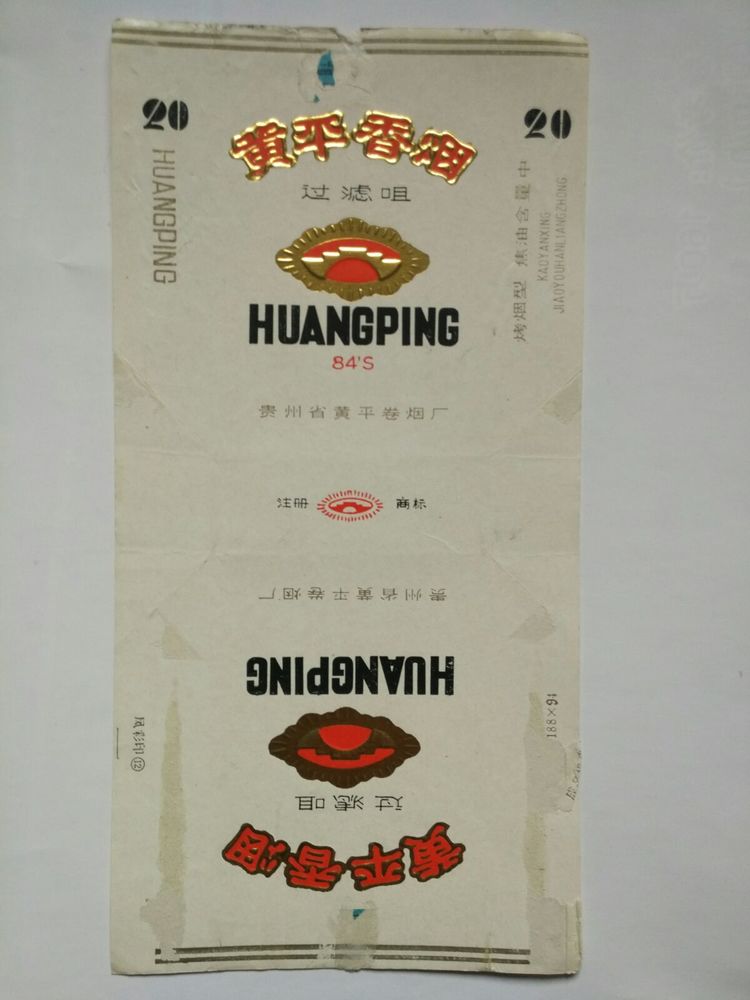 20
20
黄平香烟
过滤咀
HUANGPING
84'S
贵州省黄平卷烟厂
HUANGPING
烤烟型 焦油含量中
KAOYANXING
JIAOYOUHANLIANGZHONG
注册 商标
贵州省黄平卷烟厂
HUANGPING
过滤咀
黄平香烟
188×91